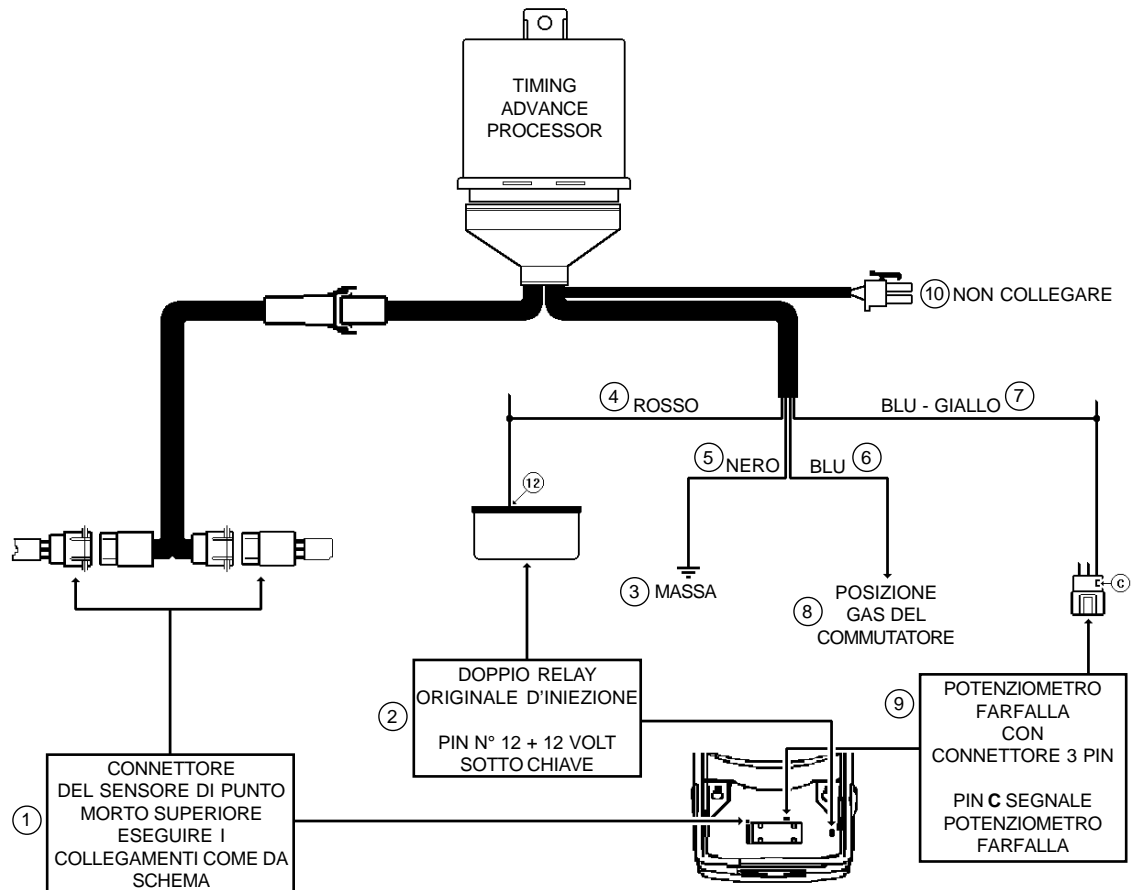 TIMING
ADVANCE
PROCESSOR
10 NON COLLEGARE
4 ROSSO
BLU - GIALLO 7
5 NERO
BLU 6
12
C
3 MASSA
8 POSIZIONE
GAS DEL
COMMUTATORE
2
DOPPIO RELAY
ORIGINALE D'INIEZIONE
PIN N° 12 + 12 VOLT
SOTTO CHIAVE
9
POTENZIOMETRO
FARFALLA
CON
CONNETTORE 3 PIN
PIN C SEGNALE
POTENZIOMETRO
FARFALLA
1
CONNETTORE
DEL SENSORE DI PUNTO
MORTO SUPERIORE
ESEGUIRE I
COLLEGAMENTI COME DA
SCHEMA